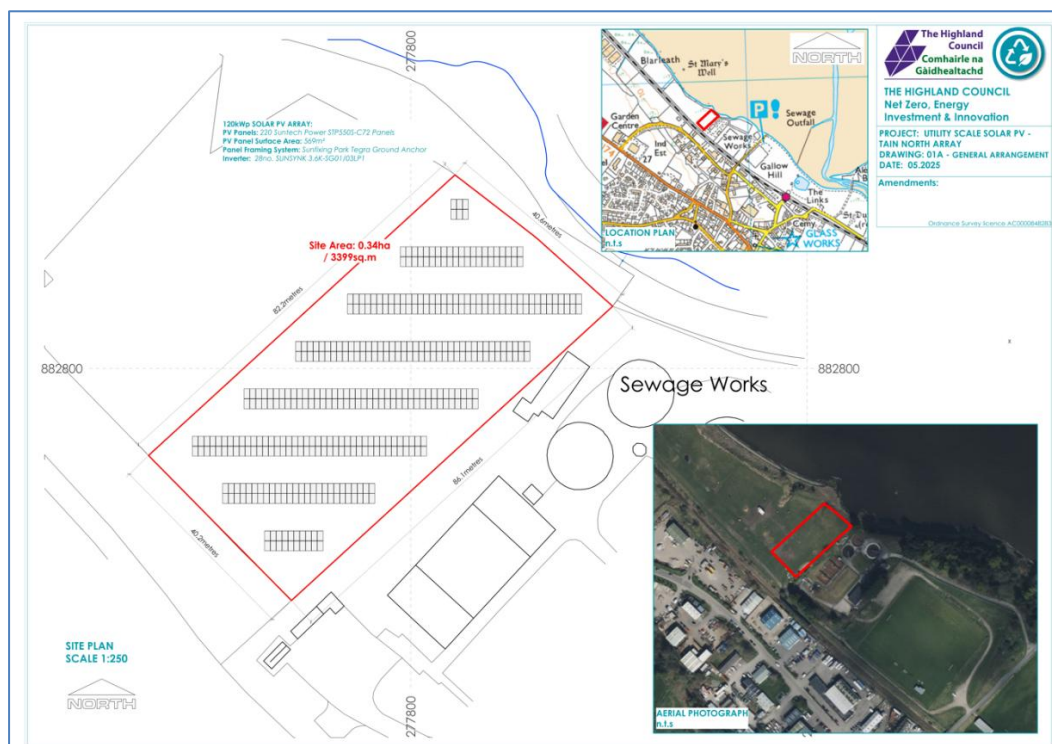 277800
120kWp SOLAR PV ARRAY:
PV Panels: 220 Suntech Power STP550S-C72 Panels
PV Panel Surface Area: 569m²
Panel Framing System: Sunfixing Park Tegra Ground Anchor
Inverter: 28no. SUNSYNK 3.6K-SG01/03LP1
Site Area: 0.34ha
/ 3399sq.m
40.6metres
82.2metres
882800
882800
Sewage Works
86.1metres
40.2metres
SITE PLAN
SCALE 1:250
NORTH
277800
NORTH
Blarleath
St Mary's
Well
Garden
Centre
Ind
Est
27
Sewage
Works
Sewage
Outfall
Gallow
Hill
The
Links
Cemy
GLASS
WORKS
LOCATION PLAN
n.t.s
The Highland
Council
Comhairle na
Gàidhealtachd
THE HIGHLAND COUNCIL
Net Zero, Energy
Investment & Innovation
PROJECT: UTILITY SCALE SOLAR PV -
TAIN NORTH ARRAY
DRAWING: 01A - GENERAL ARRANGEMENT
DATE: 05.2025
Amendments:
AERIAL PHOTOGRAPH
n.t.s